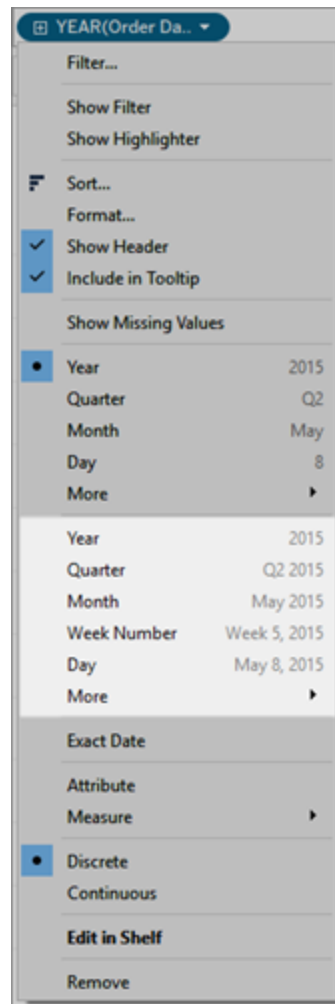 YEAR(Order Da..
Filter...
Show Filter
Show Highlighter
Sort...
Format...
Show Header
Include in Tooltip
Show Missing Values
Year 2015
Quarter Q2
Month May
Day 8
More
Year 2015
Quarter Q2 2015
Month May 2015
Week Number Week 5, 2015
Day May 8, 2015
More
Exact Date
Attribute
Measure
Discrete
Continuous
Edit in Shelf
Remove